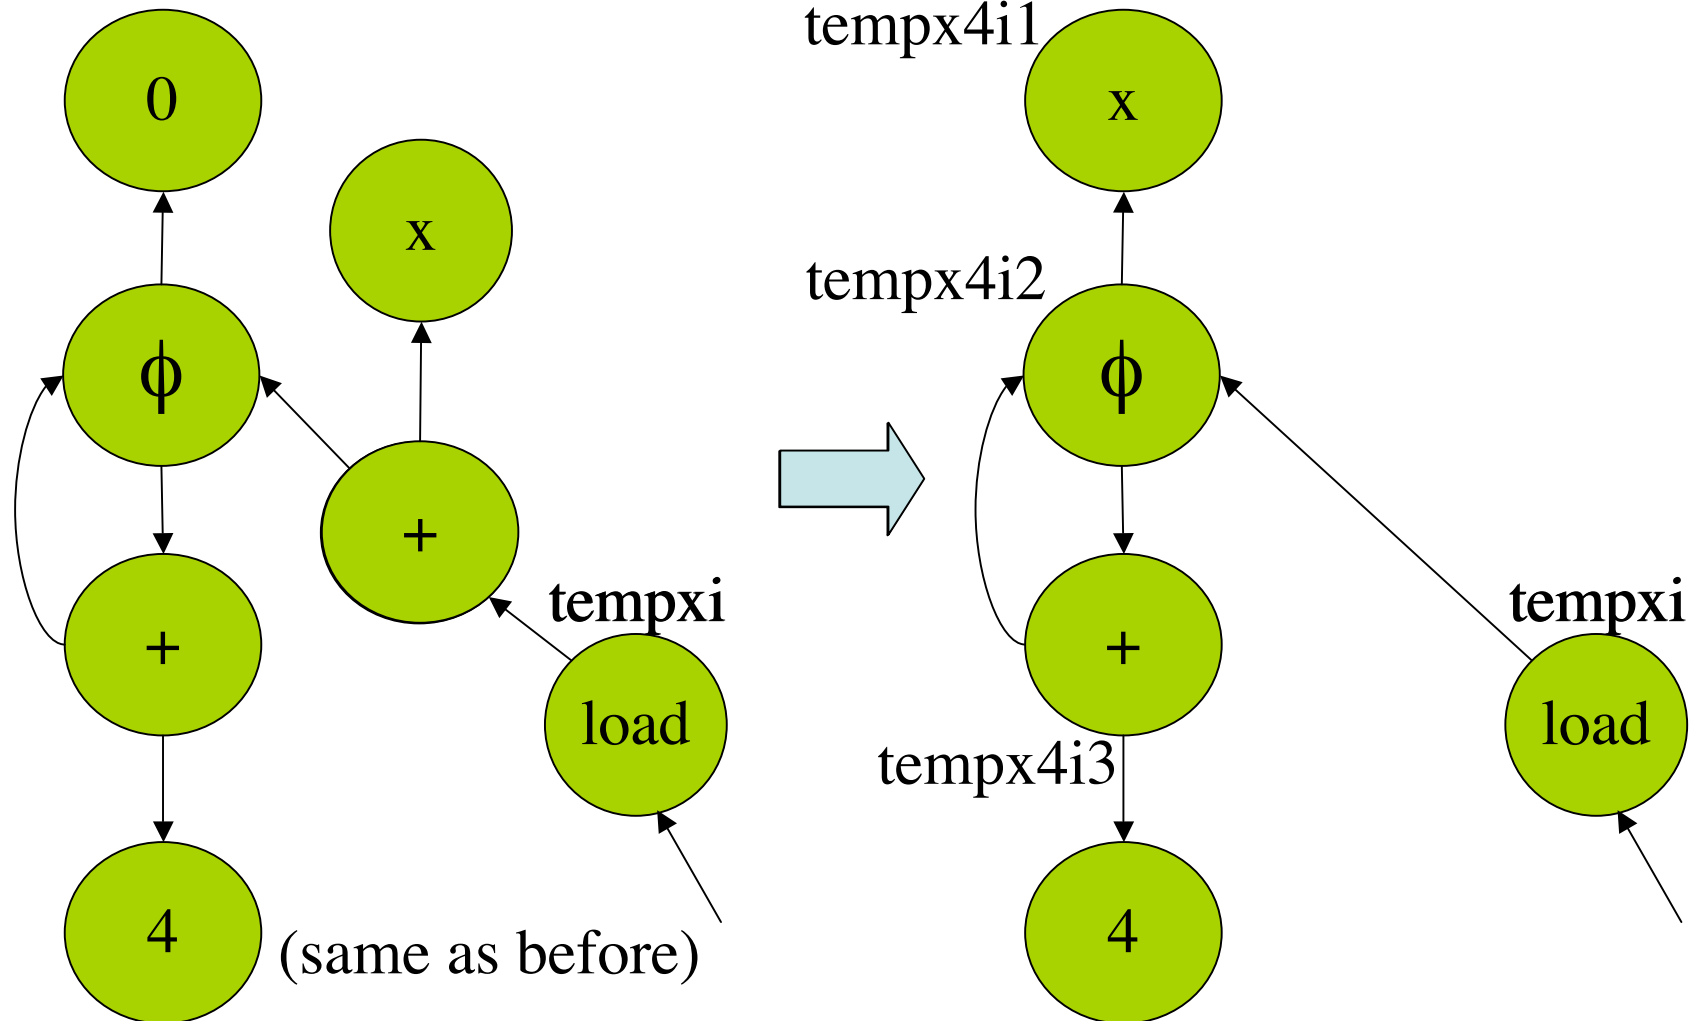 0
x
ϕ
+
tempxi
+
load
4
(same as before)
tempx4i1
x
tempx4i2
ϕ
+
tempxi
load
tempx4i3
4